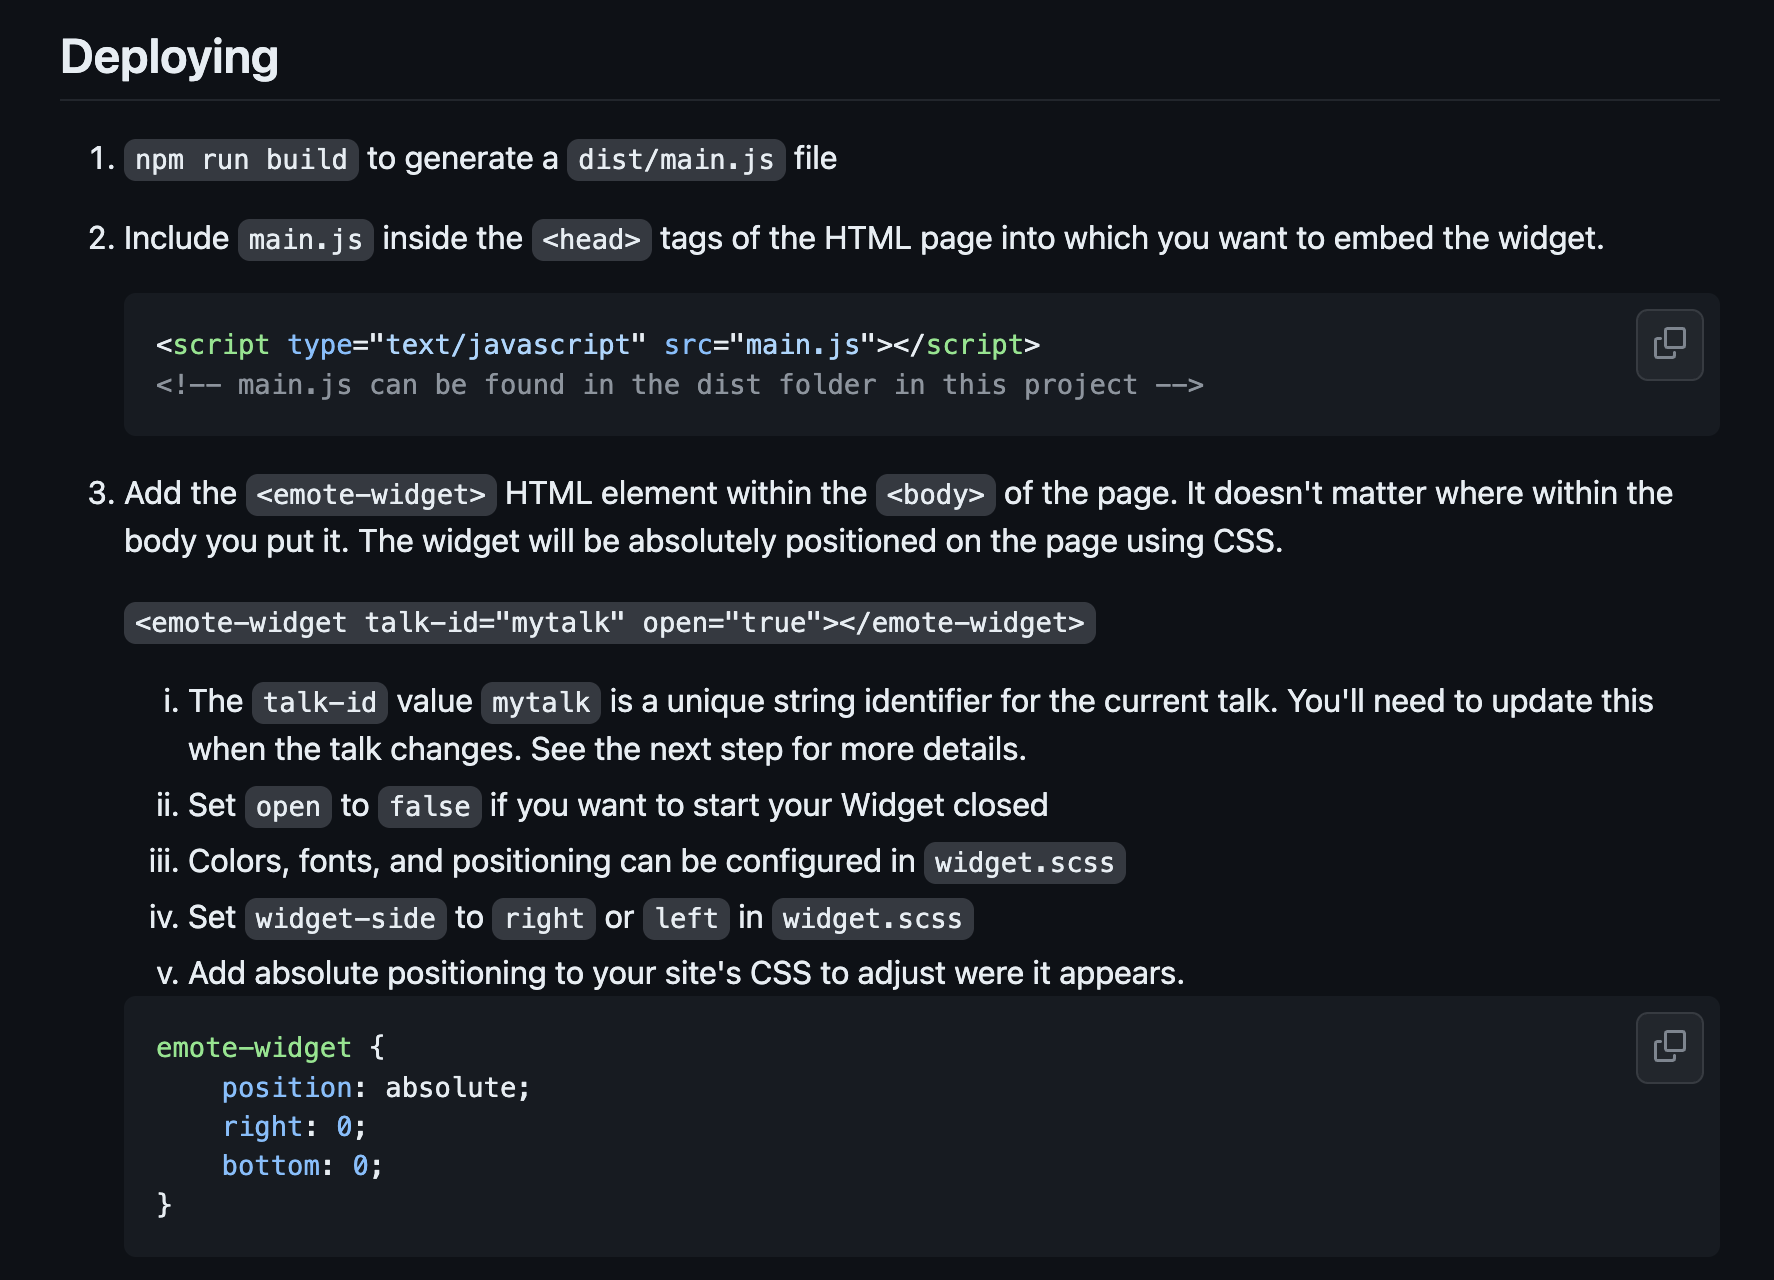 Deploying
1. npm run build to generate a dist/main.js file
2. Include main.js inside the <head> tags of the HTML page into which you want to embed the widget.
<script type="text/javascript" src="main.js"></script>
<!-- main.js can be found in the dist folder in this project -->
3. Add the <emote-widget> HTML element within the <body> of the page. It doesn't matter where within the
body you put it. The widget will be absolutely positioned on the page using CSS.
<emote-widget talk-id="mytalk" open="true"></emote-widget>
i. The talk-id value mytalk is a unique string identifier for the current talk. You'll need to update this
when the talk changes. See the next step for more details.
ii. Set open to false if you want to start your Widget closed
iii. Colors, fonts, and positioning can be configured in widget.scss
iv. Set widget-side to right or left in widget.scss
v. Add absolute positioning to your site's CSS to adjust were it appears.
emote-widget {
    position: absolute;
    right: 0;
    bottom: 0;
}